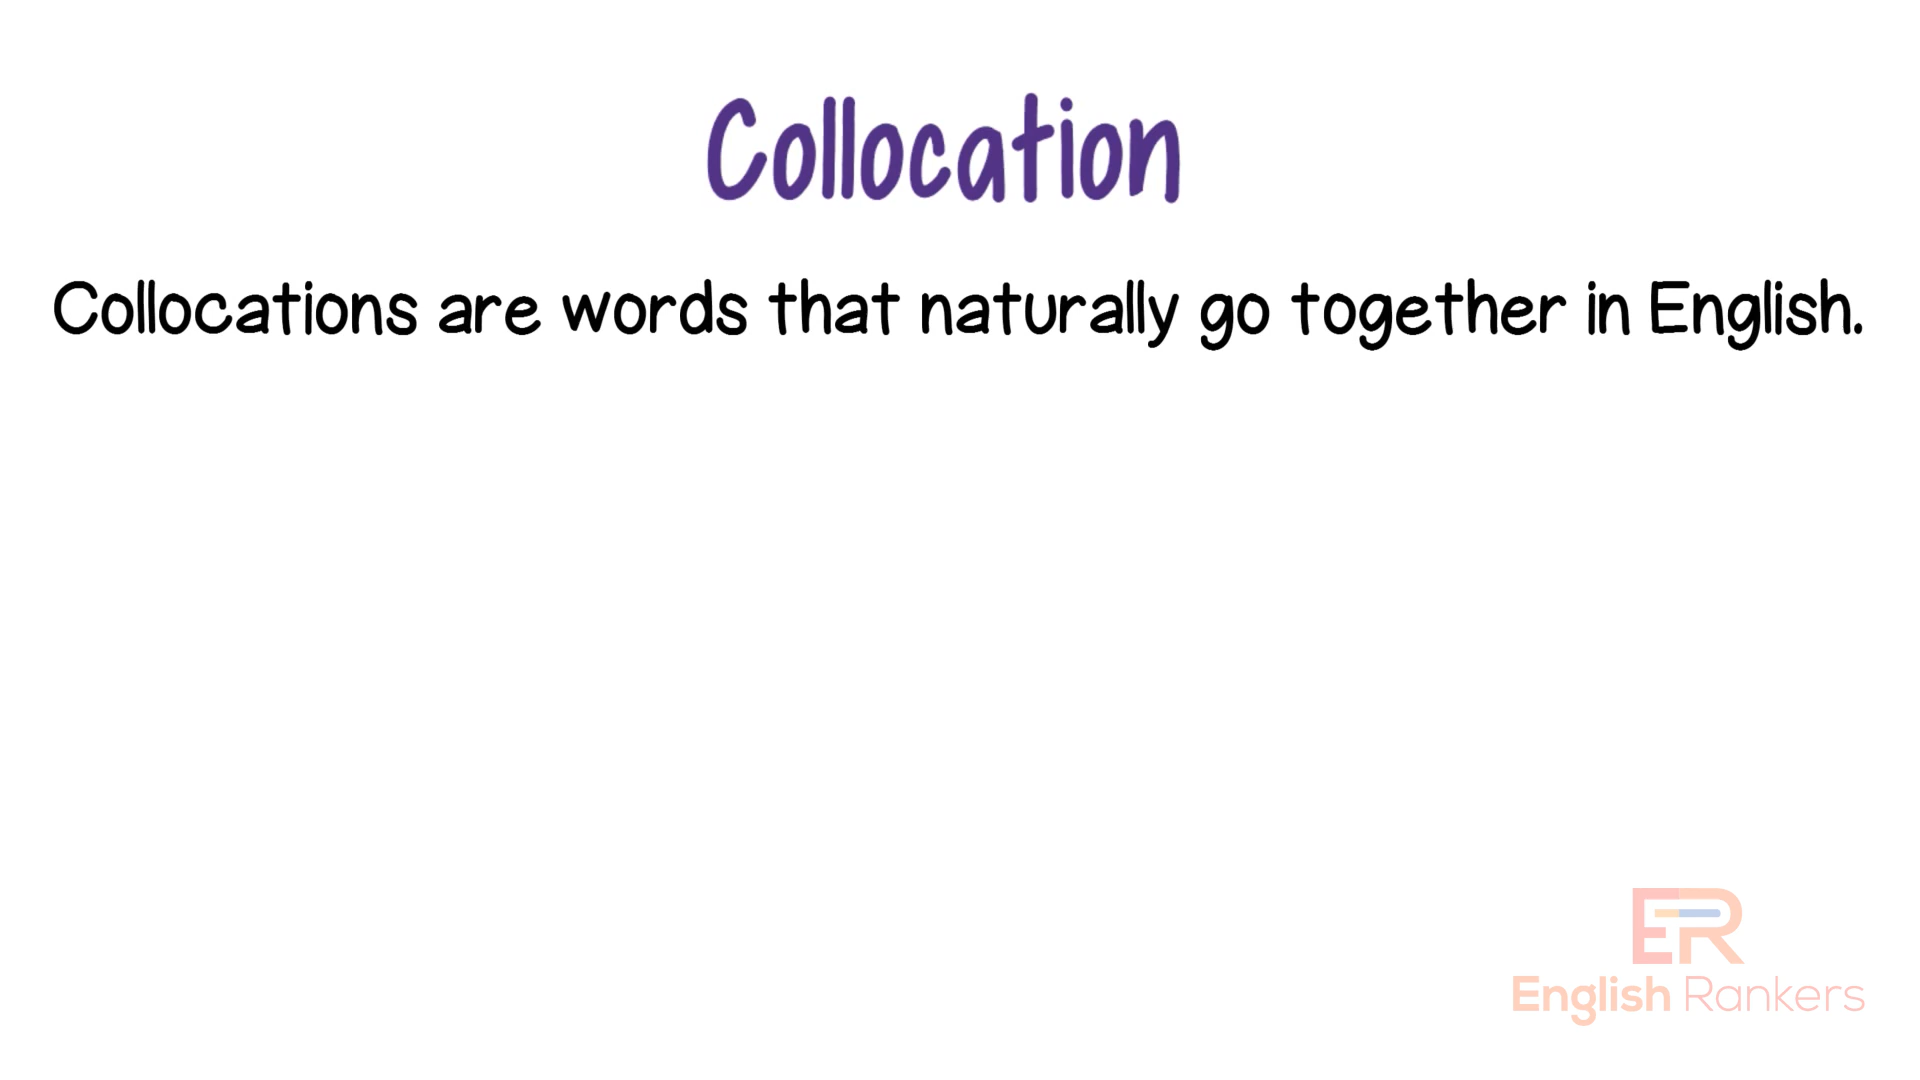 Collocation
Collocations are words that naturally go together in English.
ER
English Rankers